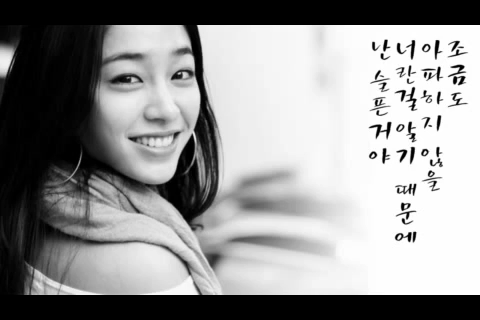 조금도
아파하지 않을
너란걸 알기 때문에
난 슬픈 거야